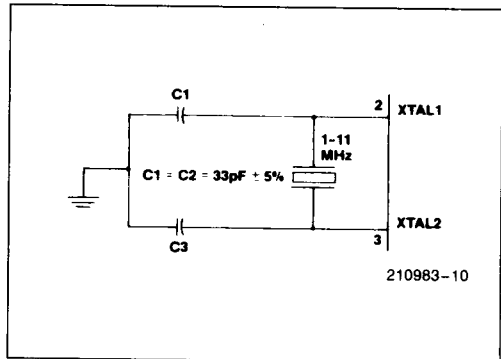 C1
2 XTAL1
1–11
MHz
C1 = C2 = 33pF ± 5%
C3
3 XTAL2
210983–10